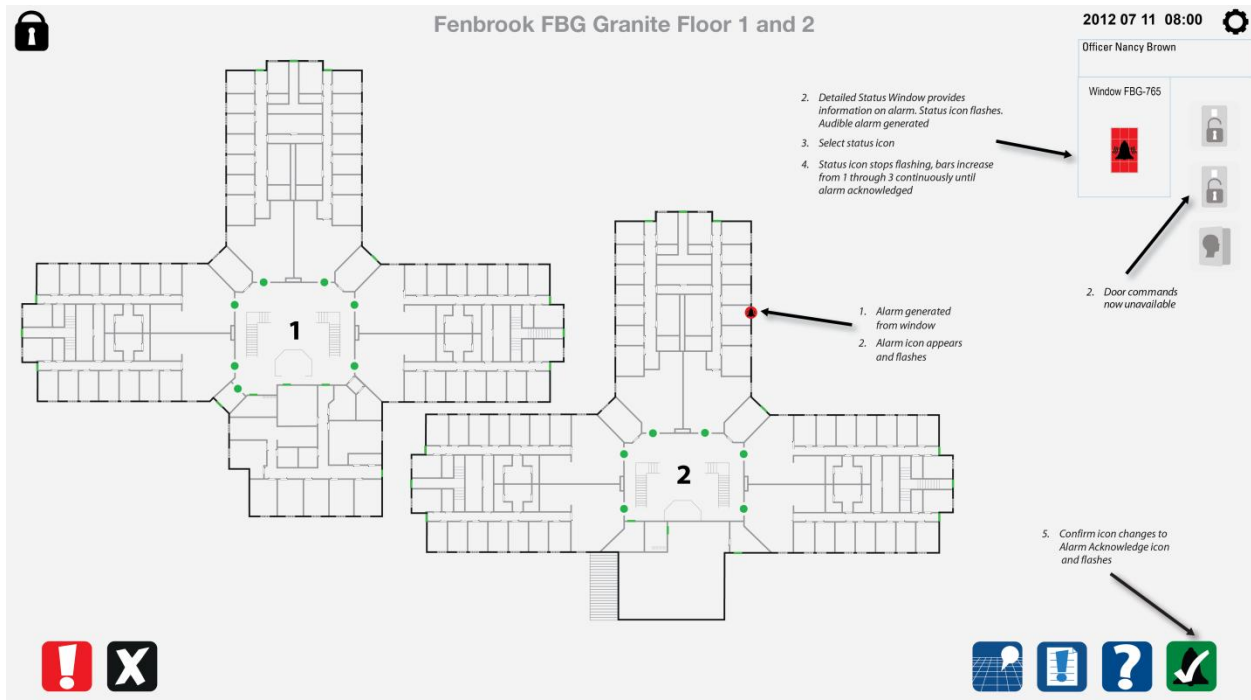 Fenbrook FBG Granite Floor 1 and 2
2012 07 11 08:00
Officer Nancy Brown
Window FBG-765
2. Detailed Status Window provides
information on alarm. Status icon flashes.
Audible alarm generated
3. Select status icon
4. Status icon stops flashing, bars increase
from 1 through 3 continuously until
alarm acknowledged
2. Door commands
now unavailable
1. Alarm generated
from window
2. Alarm icon appears
and flashes
1
2
5. Confirm icon changes to
Alarm Acknowledge icon
and flashes
!
X
?